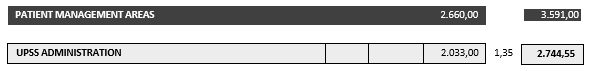 PATIENT MANAGEMENT AREAS 2.660,00 3.591,00
UPSS ADMINISTRATION 2.033,00 1,35 2.744,55